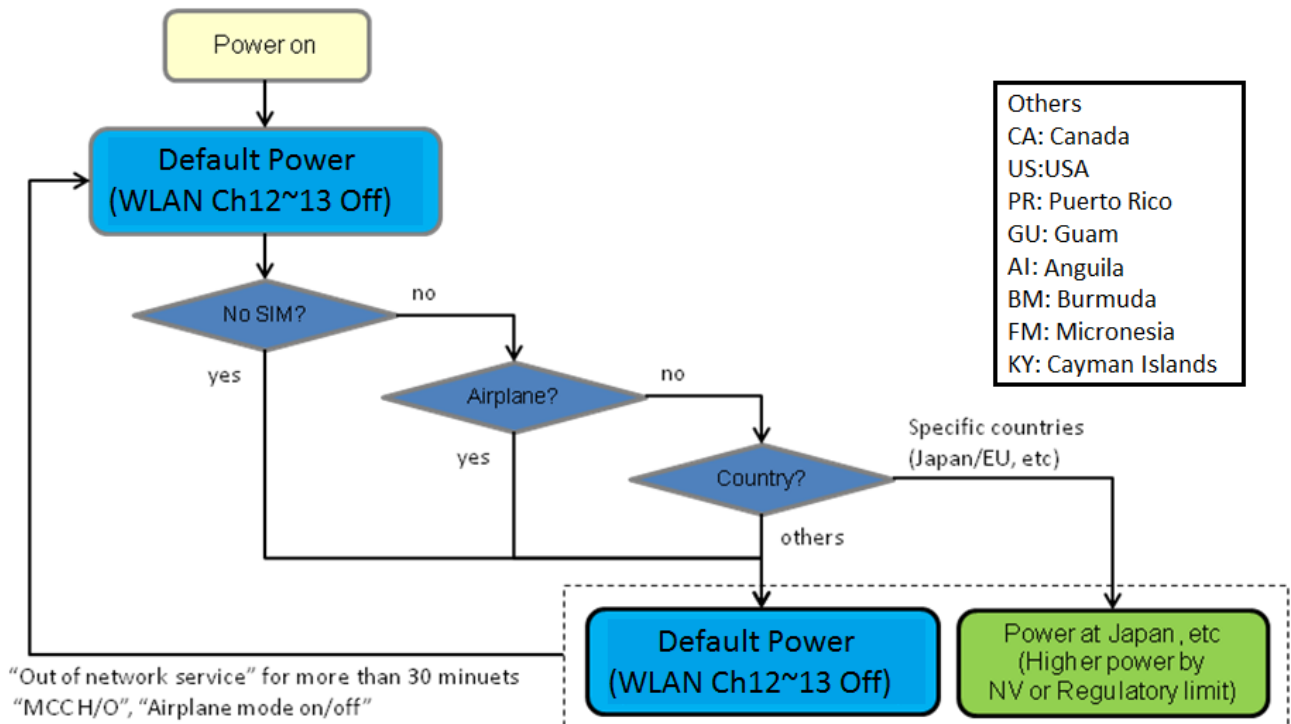 Power on
Default Power
(WLAN Ch12~13 Off)
No SIM?
no
yes
Airplane?
no
yes
Country?
Specific countries
(Japan/EU, etc)
others
Others
CA: Canada
US:USA
PR: Puerto Rico
GU: Guam
AI: Anguila
BM: Burmuda
FM: Micronesia
KY: Cayman Islands
Default Power
(WLAN Ch12~13 Off)
Power at Japan, etc
(Higher power by
NV or Regulatory limit)
“Out of network service” for more than 30 minuets
“MCC H/O”, “Airplane mode on/off”